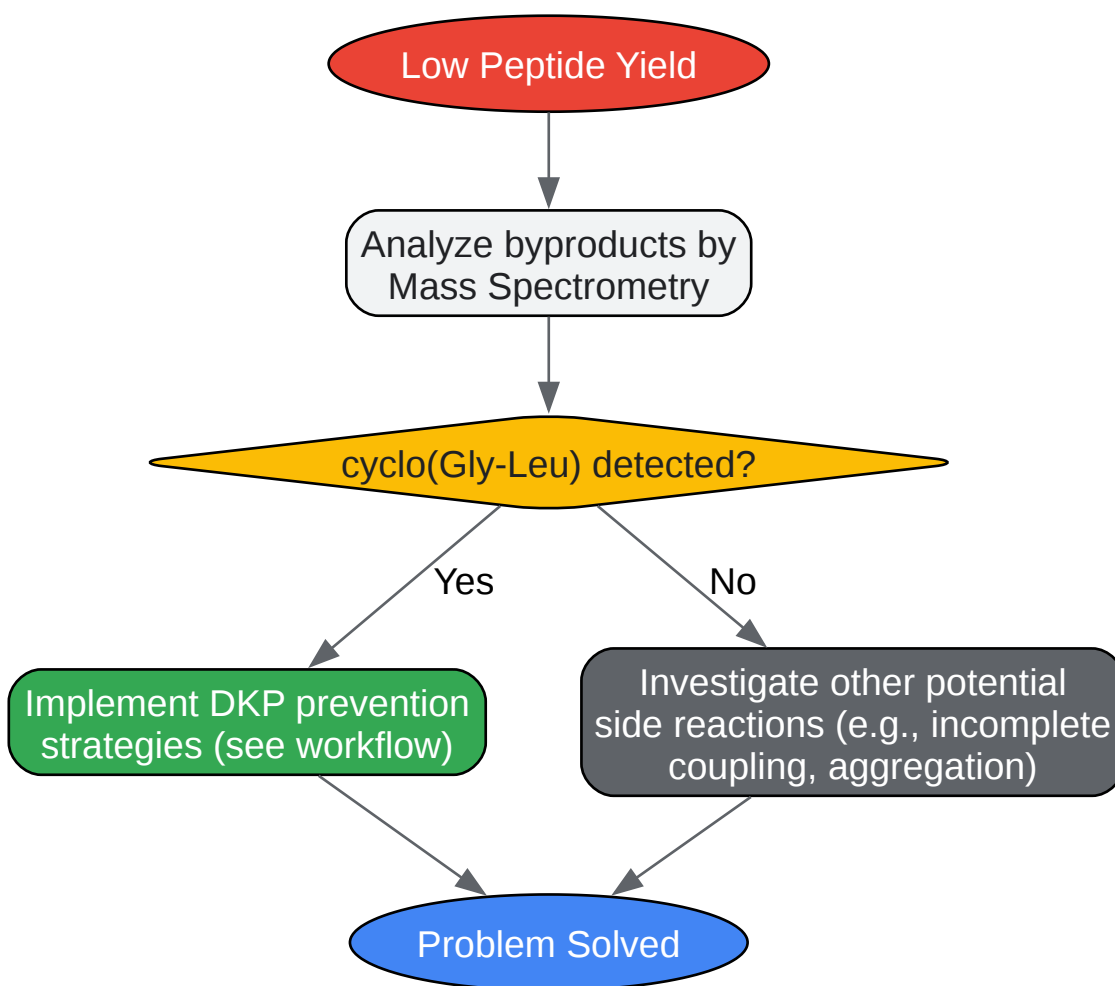 Low Peptide Yield
Analyze byproducts by
Mass Spectrometry
cyclo(Gly-Leu) detected?
Yes
No
Implement DKP prevention
strategies (see workflow)
Investigate other potential
side reactions (e.g., incomplete
coupling, aggregation)
Problem Solved